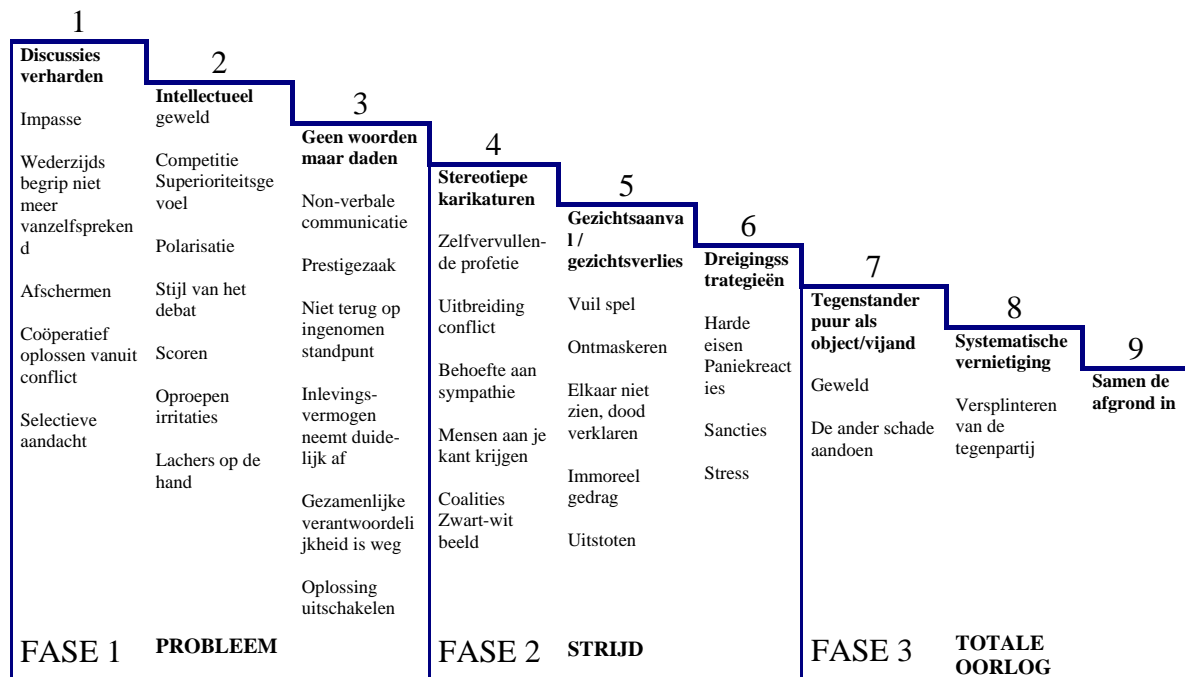 1
Discussies
verharden
Impasse
Wederzijds
begrip niet
meer
vanzelfspreken
d
Afschermen
Coöperatief
oplossen vanuit
conflict
Selectieve
aandacht
2
Intellectueel
geweld
Competitie
Superioriteitsge
voel
Polarisatie
Stijl van het
debat
Scoren
Oproepen
irritaties
Lachers op de
hand
3
Geen woorden
maar daden
Non-verbale
communicatie
Prestigezaak
Niet terug op
ingenomen
standpunt
Inlevings-
vermogen
neemt duide-
lijk af
Gezamenlijke
verantwoordeli
jkheid is weg
Oplossing
uitschakelen
4
Stereotiepe
karikaturen
Zelfvervullen-
de profetie
Uitbreiding
conflict
Behoefte aan
sympathie
Mensen aan je
kant krijgen
Coalities
Zwart-wit
beeld
5
Gezichtsaanva
l /
gezichtsverlies
Vuil spel
Ontmaskeren
Elkaar niet
zien, dood
verklaren
Immoreel
gedrag
Uitstoten
6
Dreigingss
trategieën
Harde
eisen
Paniekreact
ies
Sancties
Stress
7
Tegenstander
puur als
object/vijand
Geweld
De ander schade
aandoen
8
Systematische
vernietiging
Versplinteren
van de
tegenpartij
9
Samen de
afgrond in
FASE 1
PROBLEEM
FASE 2
STRIJD
FASE 3
TOTALE
OORLOG